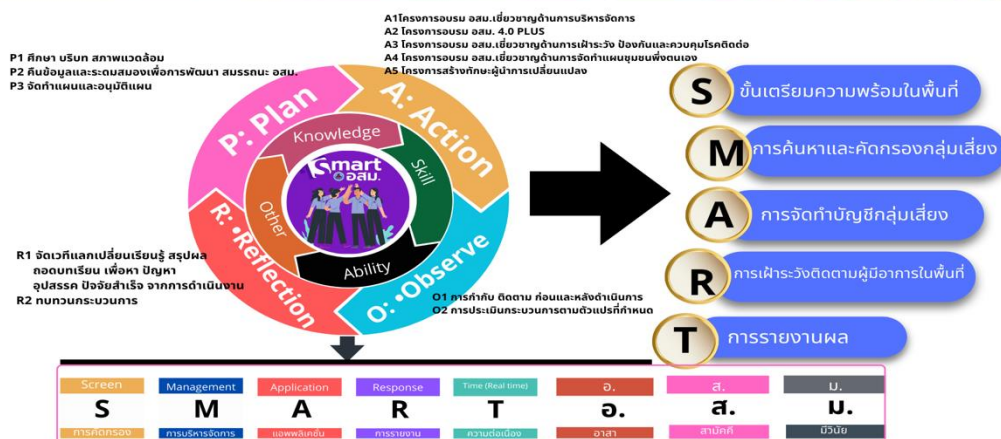 A1โครงการอบรม อสม.เชี่ยวชาญด้านการบริหารจัดการ
A2 โครงการอบรม อสม. 4.0 PLUS
A3 โครงการอบรม อสม.เชี่ยวชาญด้านการเฝ้าระวัง ป้องกันและควบคุมโรคติดต่อ
A4 โครงการอบรม อสม.เชี่ยวชาญด้านการจัดทำแผนชุมชนพึ่งตนเอง
A5 โครงการสร้างทักษะผู้นำการเปลี่ยนแปลง
P1 ศึกษา บริบท สภาพแวดล้อม
P2 คืนข้อมูลและระดมสมองเพื่อการพัฒนา สมรรถนะ อสม.
P3 จัดทำแผนและอนุมัติแผน
P: Plan
A: Action
Knowledge
Skill
Other
Ability
Smart
อสม.
R: •Reflection
O: •Observe
R1 จัดเวทีแลกเปลี่ยนเรียนรู้ สรุปผล
ถอดบทเรียน เพื่อหา ปัญหา
อุปสรรค ปัจจัยสำเร็จ จากการดำเนินงาน
R2 ทบทวนกระบวนการ
O1 การกำกับ ติดตาม ก่อนและหลังดำเนินการ
O2 การประเมินกระบวนการตามตัวแปรที่กำหนด
S ขั้นเตรียมความพร้อมในพื้นที่
M การค้นหาและคัดกรองกลุ่มเสี่ยง
A การจัดทำบัญชีกลุ่มเสี่ยง
R การเฝ้าระวังติดตามผู้มีอาการในพื้นที่
T การรายงานผล
Screen Management Application Response Time (Real time) อ. ส. ม.
S M A R T อ. ส. ม.
การคัดกรอง การบริหารจัดการ แอพพลิเคชั่น การรายงาน ความต่อเนื่อง อาสา สามัคคี มีวินัย